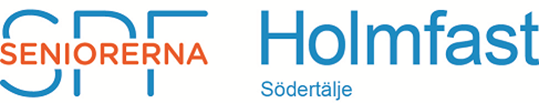 SPF
SENIORERNA
Holmfast
Södertälje